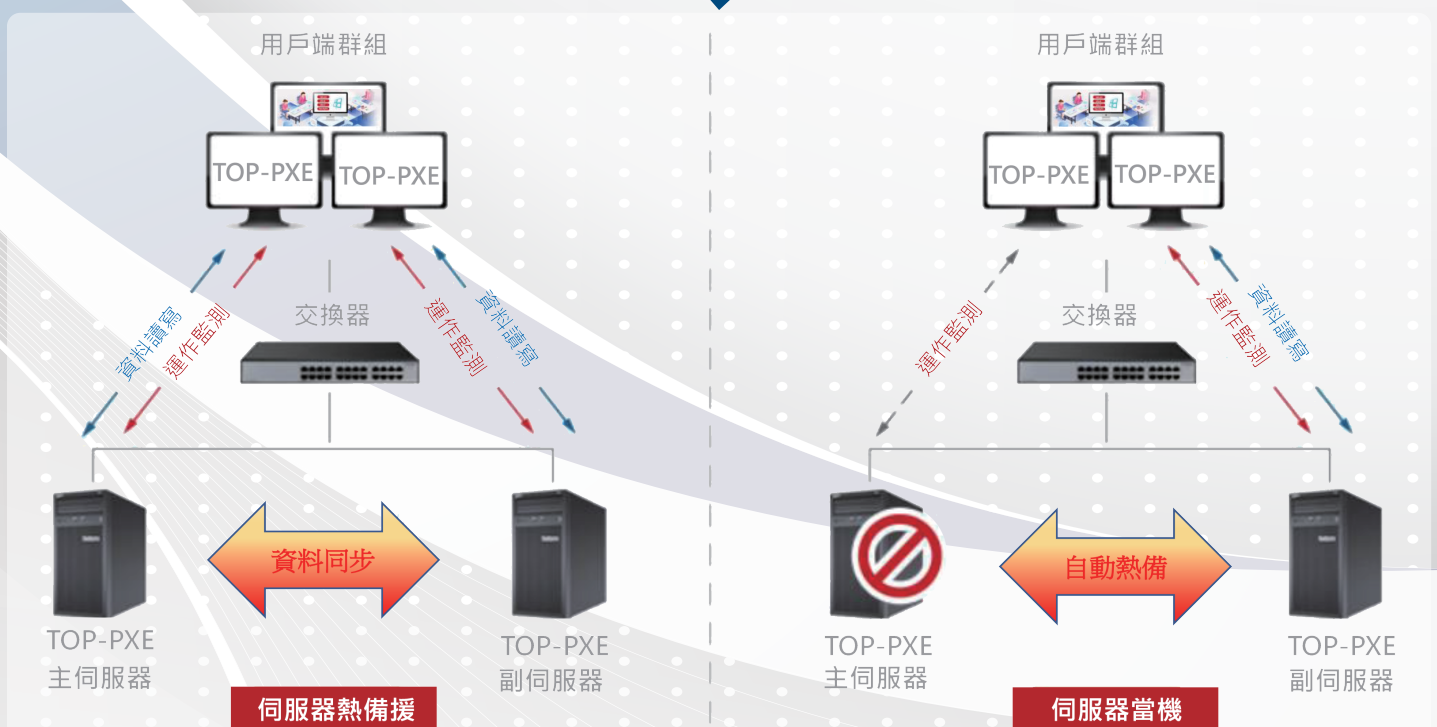 用戶端群組
TOP-PXE
TOP-PXE
資料讀寫
運作監測
交換器
運作監測
資料讀寫
資料同步
TOP-PXE
主伺服器
TOP-PXE
副伺服器
伺服器熱備援
用戶端群組
TOP-PXE
TOP-PXE
運作監測
交換器
運作監測
資料讀寫
自動熱備
TOP-PXE
主伺服器
TOP-PXE
副伺服器
伺服器當機